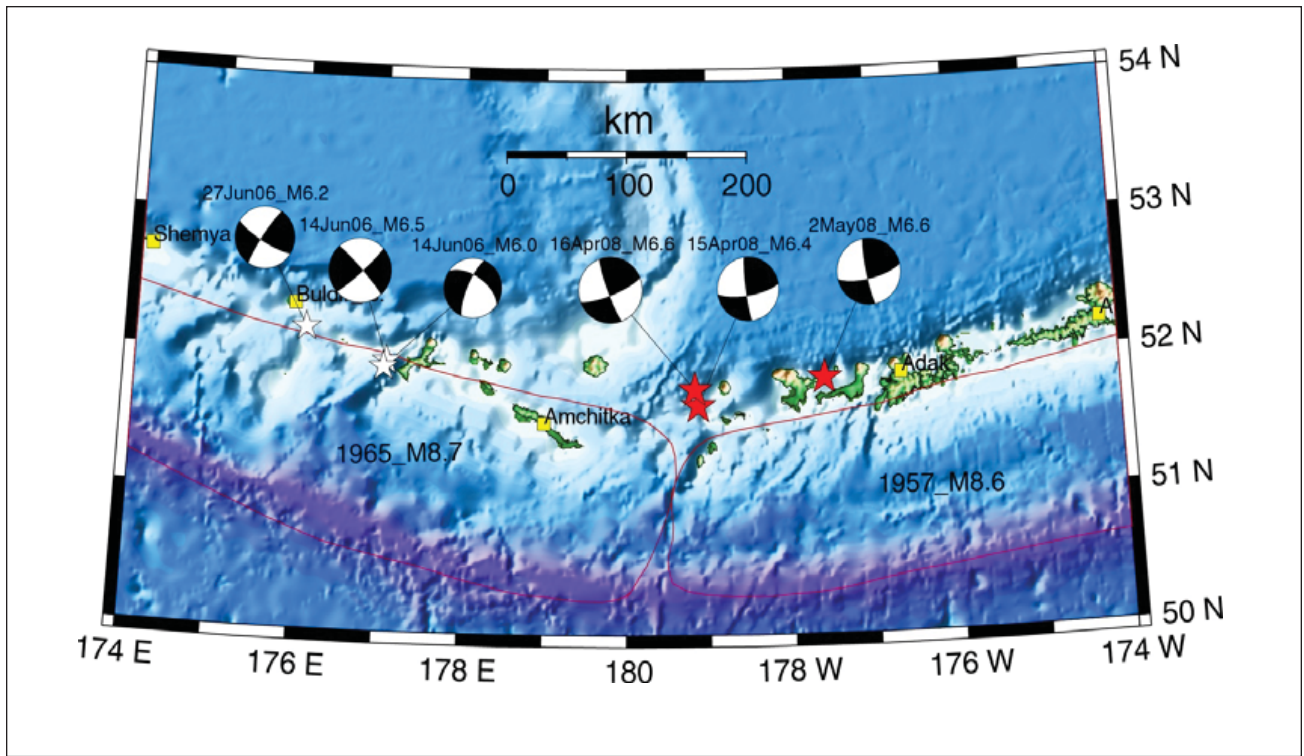 54 N
km
0 100 200
53 N
27Jun06_M6.2
14Jun06_M6.5
14Jun06_M6.0
16Apr08_M6.6
15Apr08_M6.4
2May08_M6.6
Shemya
52 N
Adak
Amchitka
1965_M8.7
1957_M8.6
51 N
50 N
174 E
176 E
178 E
180
178 W
176 W
174 W